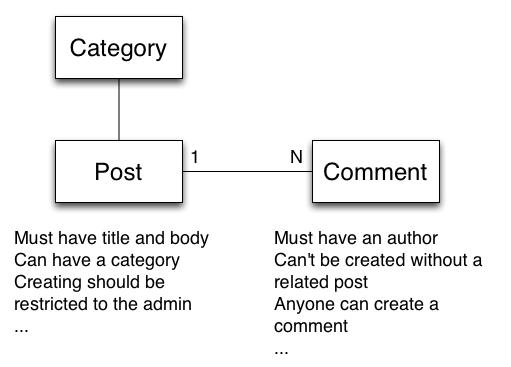 Category
Post
1
N
Comment
Must have title and body
Can have a category
Creating should be
restricted to the admin
...
Must have an author
Can't be created without a
related post
Anyone can create a
comment
...